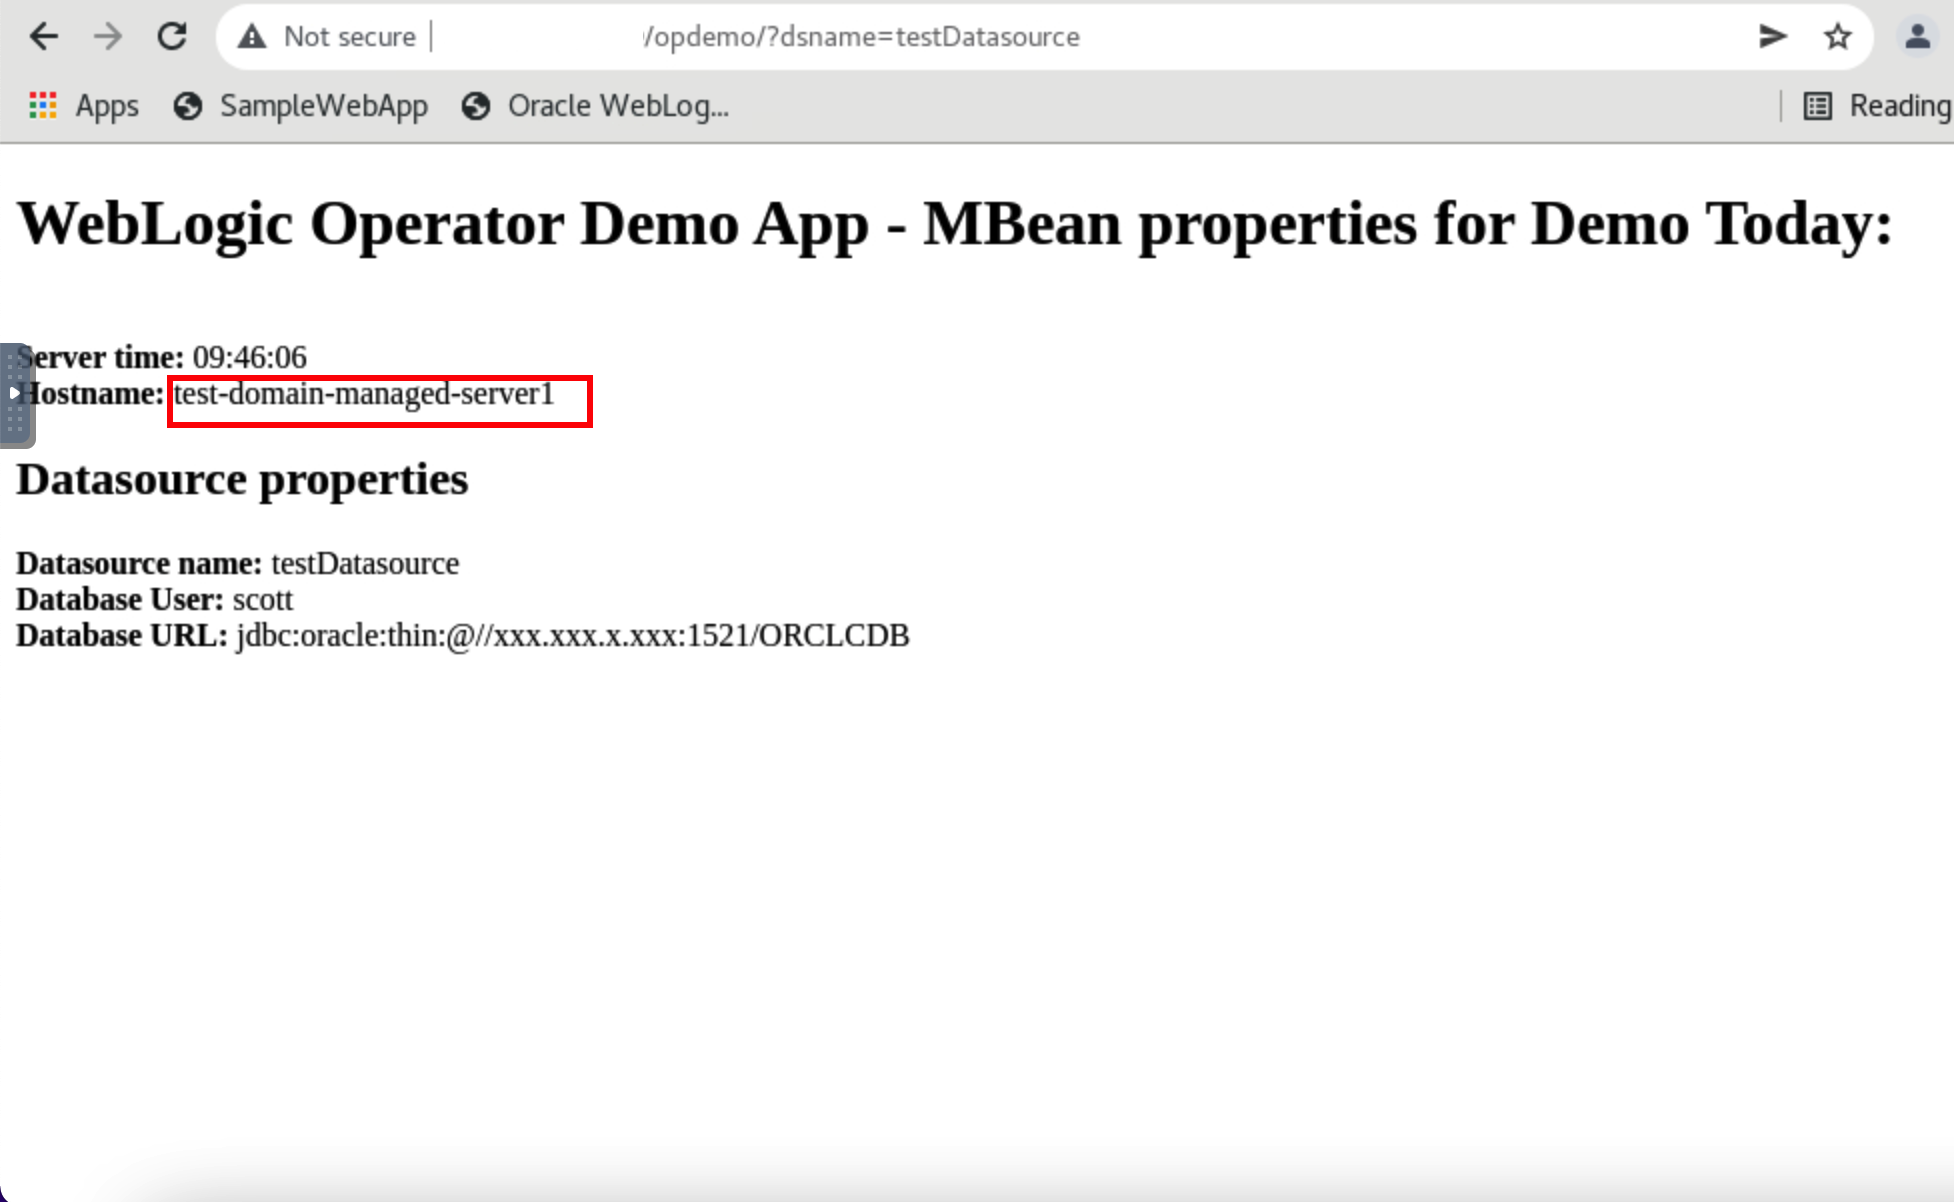 Not secure | /opdemo/?dsname=testDatasource
Apps SampleWebApp Oracle WebLog... Reading
WebLogic Operator Demo App - MBean properties for Demo Today:
Server time: 09:46:06
Hostname: test-domain-managed-server1
Datasource properties
Datasource name: testDatasource
Database User: scott
Database URL: jdbc:oracle:thin:@//xxx.xxx.x.xxx:1521/ORCLCDB